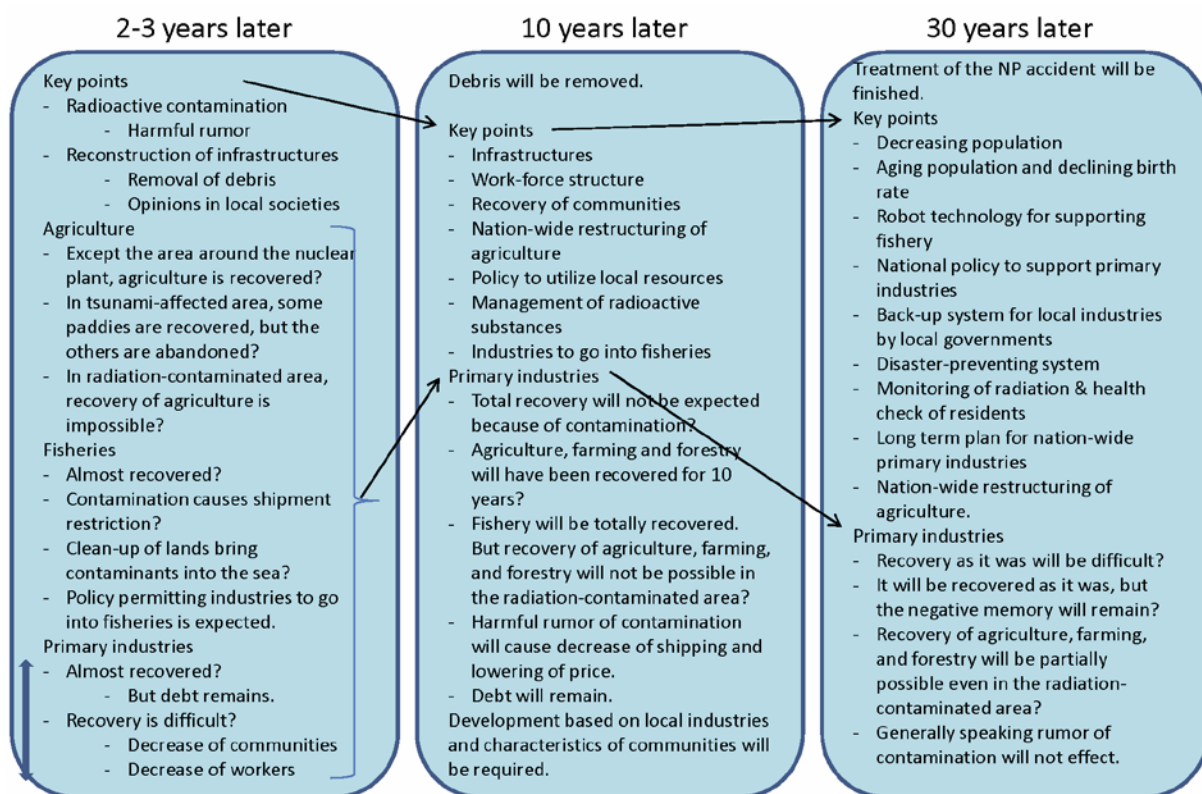 2-3 years later
Key points
- Radioactive contamination
- Harmful rumor
- Reconstruction of infrastructures
- Removal of debris
- Opinions in local societies
Agriculture
- Except the area around the nuclear
plant, agriculture is recovered?
- In tsunami-affected area, some
paddies are recovered, but the
others are abandoned?
- In radiation-contaminated area,
recovery of agriculture is
impossible?
Fisheries
- Almost recovered?
- Contamination causes shipment
restriction?
- Clean-up of lands bring
contaminants into the sea?
- Policy permitting industries to go
into fisheries is expected.
Primary industries
- Almost recovered?
- But debt remains.
- Recovery is difficult?
- Decrease of communities
- Decrease of workers
10 years later
Debris will be removed.
Key points
- Infrastructures
- Work-force structure
- Recovery of communities
- Nation-wide restructuring of
agriculture
- Policy to utilize local resources
- Management of radioactive
substances
- Industries to go into fisheries
Primary industries
- Total recovery will not be expected
because of contamination?
- Agriculture, farming and forestry
will have been recovered for 10
years?
- Fishery will be totally recovered.
But recovery of agriculture, farming,
and forestry will not be possible in
the radiation-contaminated area?
- Harmful rumor of contamination
will cause decrease of shipping and
lowering of price.
- Debt will remain.
Development based on local industries
and characteristics of communities will
be required.
30 years later
Treatment of the NP accident will be
finished.
Key points
- Decreasing population
- Aging population and declining birth
rate
- Robot technology for supporting
fishery
- National policy to support primary
industries
- Back-up system for local industries
by local governments
- Disaster-preventing system
- Monitoring of radiation & health
check of residents
- Long term plan for nation-wide
primary industries
- Nation-wide restructuring of
agriculture.
Primary industries
- Recovery as it was will be difficult?
- It will be recovered as it was, but
the negative memory will remain?
- Recovery of agriculture, farming,
and forestry will be partially
possible even in the radiation-
contaminated area?
- Generally speaking rumor of
contamination will not effect.